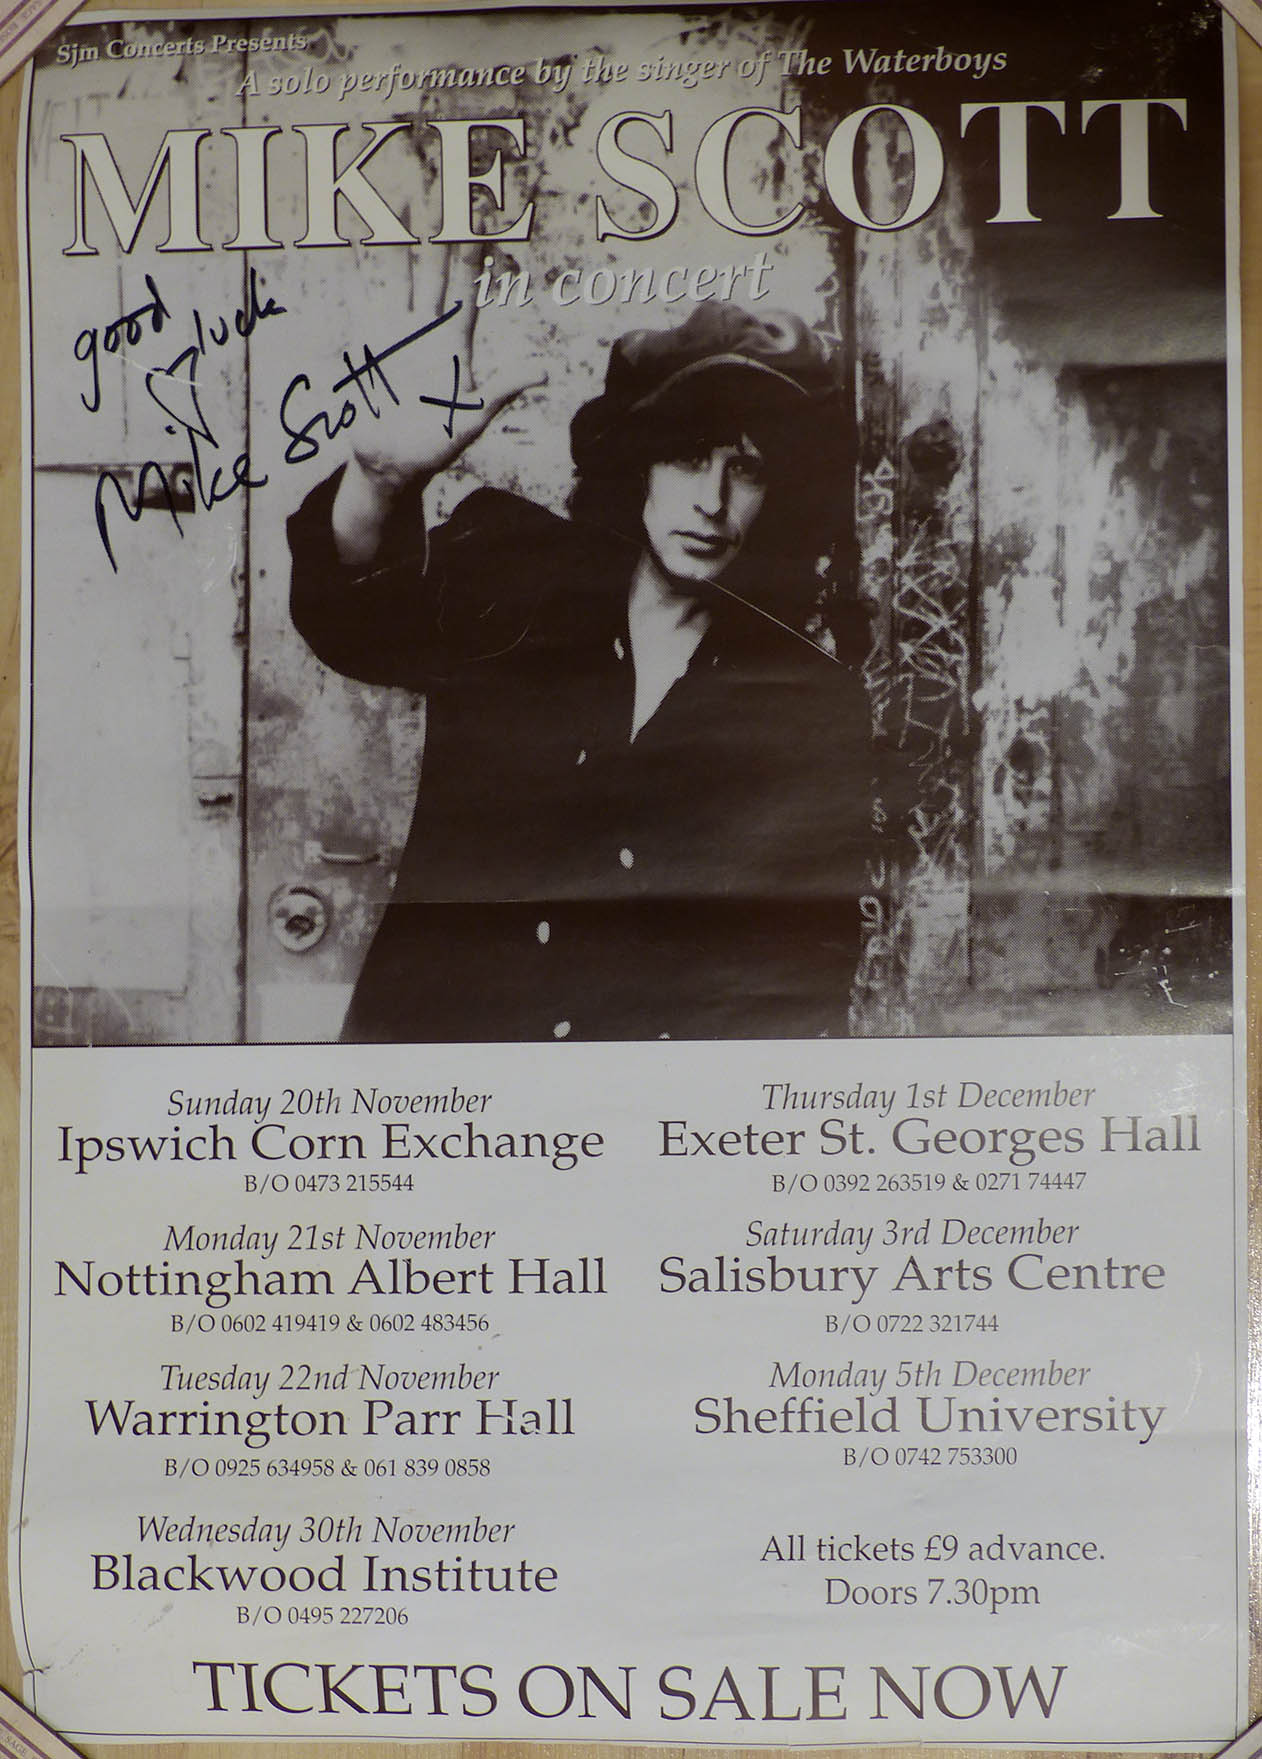 Sjm Concerts Presents
A solo performance by the singer of The Waterboys
MIKE SCOTT
in concert
good luck
Mike Scott x
Sunday 20th November
Ipswich Corn Exchange
B/O 0473 215544
Monday 21st November
Nottingham Albert Hall
B/O 0602 419419 & 0602 483456
Tuesday 22nd November
Warrington Parr Hall
B/O 0925 634958 & 061 839 0858
Wednesday 30th November
Blackwood Institute
B/O 0495 227206
Thursday 1st December
Exeter St. Georges Hall
B/O 0392 263519 & 0271 74447
Saturday 3rd December
Salisbury Arts Centre
B/O 0722 321744
Monday 5th December
Sheffield University
B/O 0742 753300
All tickets £9 advance.
Doors 7.30pm
TICKETS ON SALE NOW